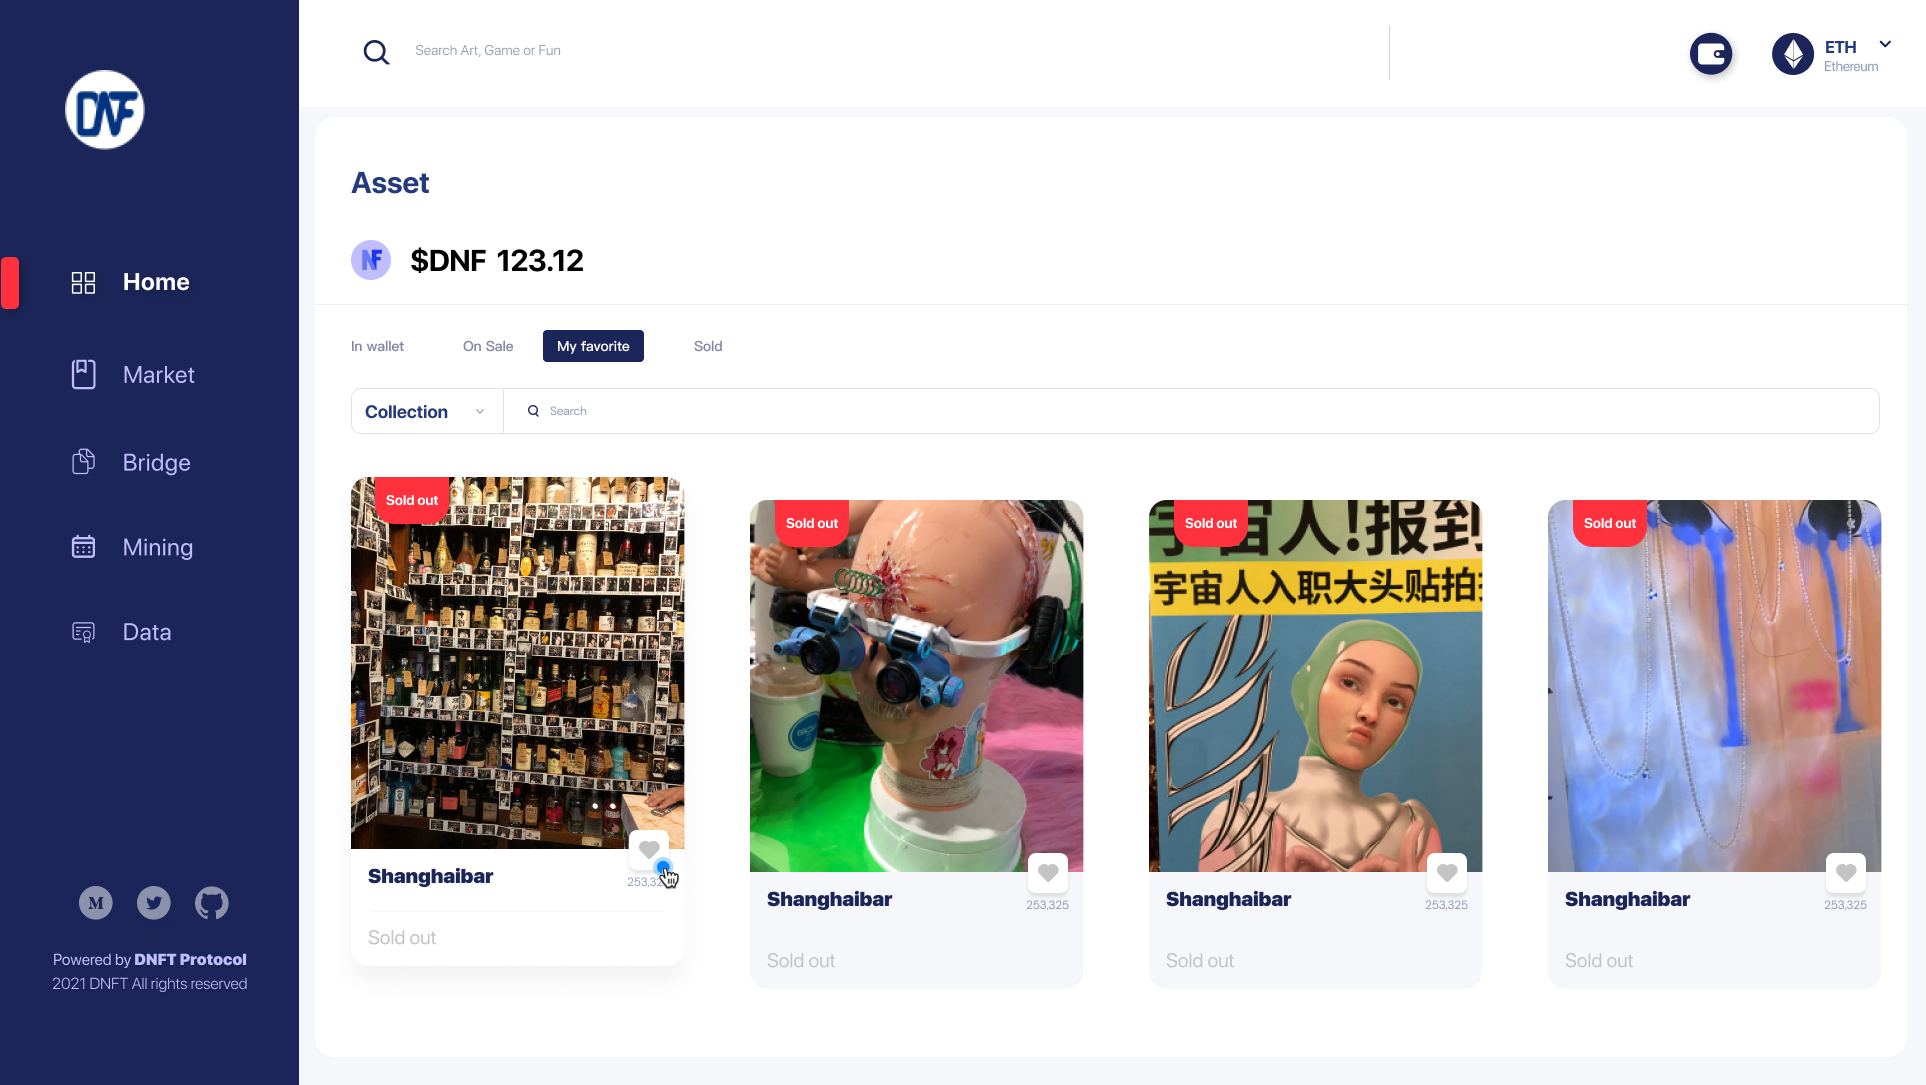 DNF
Home
Market
Bridge
Mining
Data
M
Powered by DNFT Protocol
2021 DNFT All rights reserved
Search Art, Game or Fun
ETH
Ethereum
Asset
NF
$DNF 123.12
In wallet
On Sale
My favorite
Sold
Collection
Search
Sold out
Shanghaibar
Sold out
Sold out
Shanghaibar
253,325
Sold out
Sold out
宇宙人!报到
宇宙人入职大头贴拍
Shanghaibar
253,325
Sold out
Sold out
Shanghaibar
253,325
Sold out